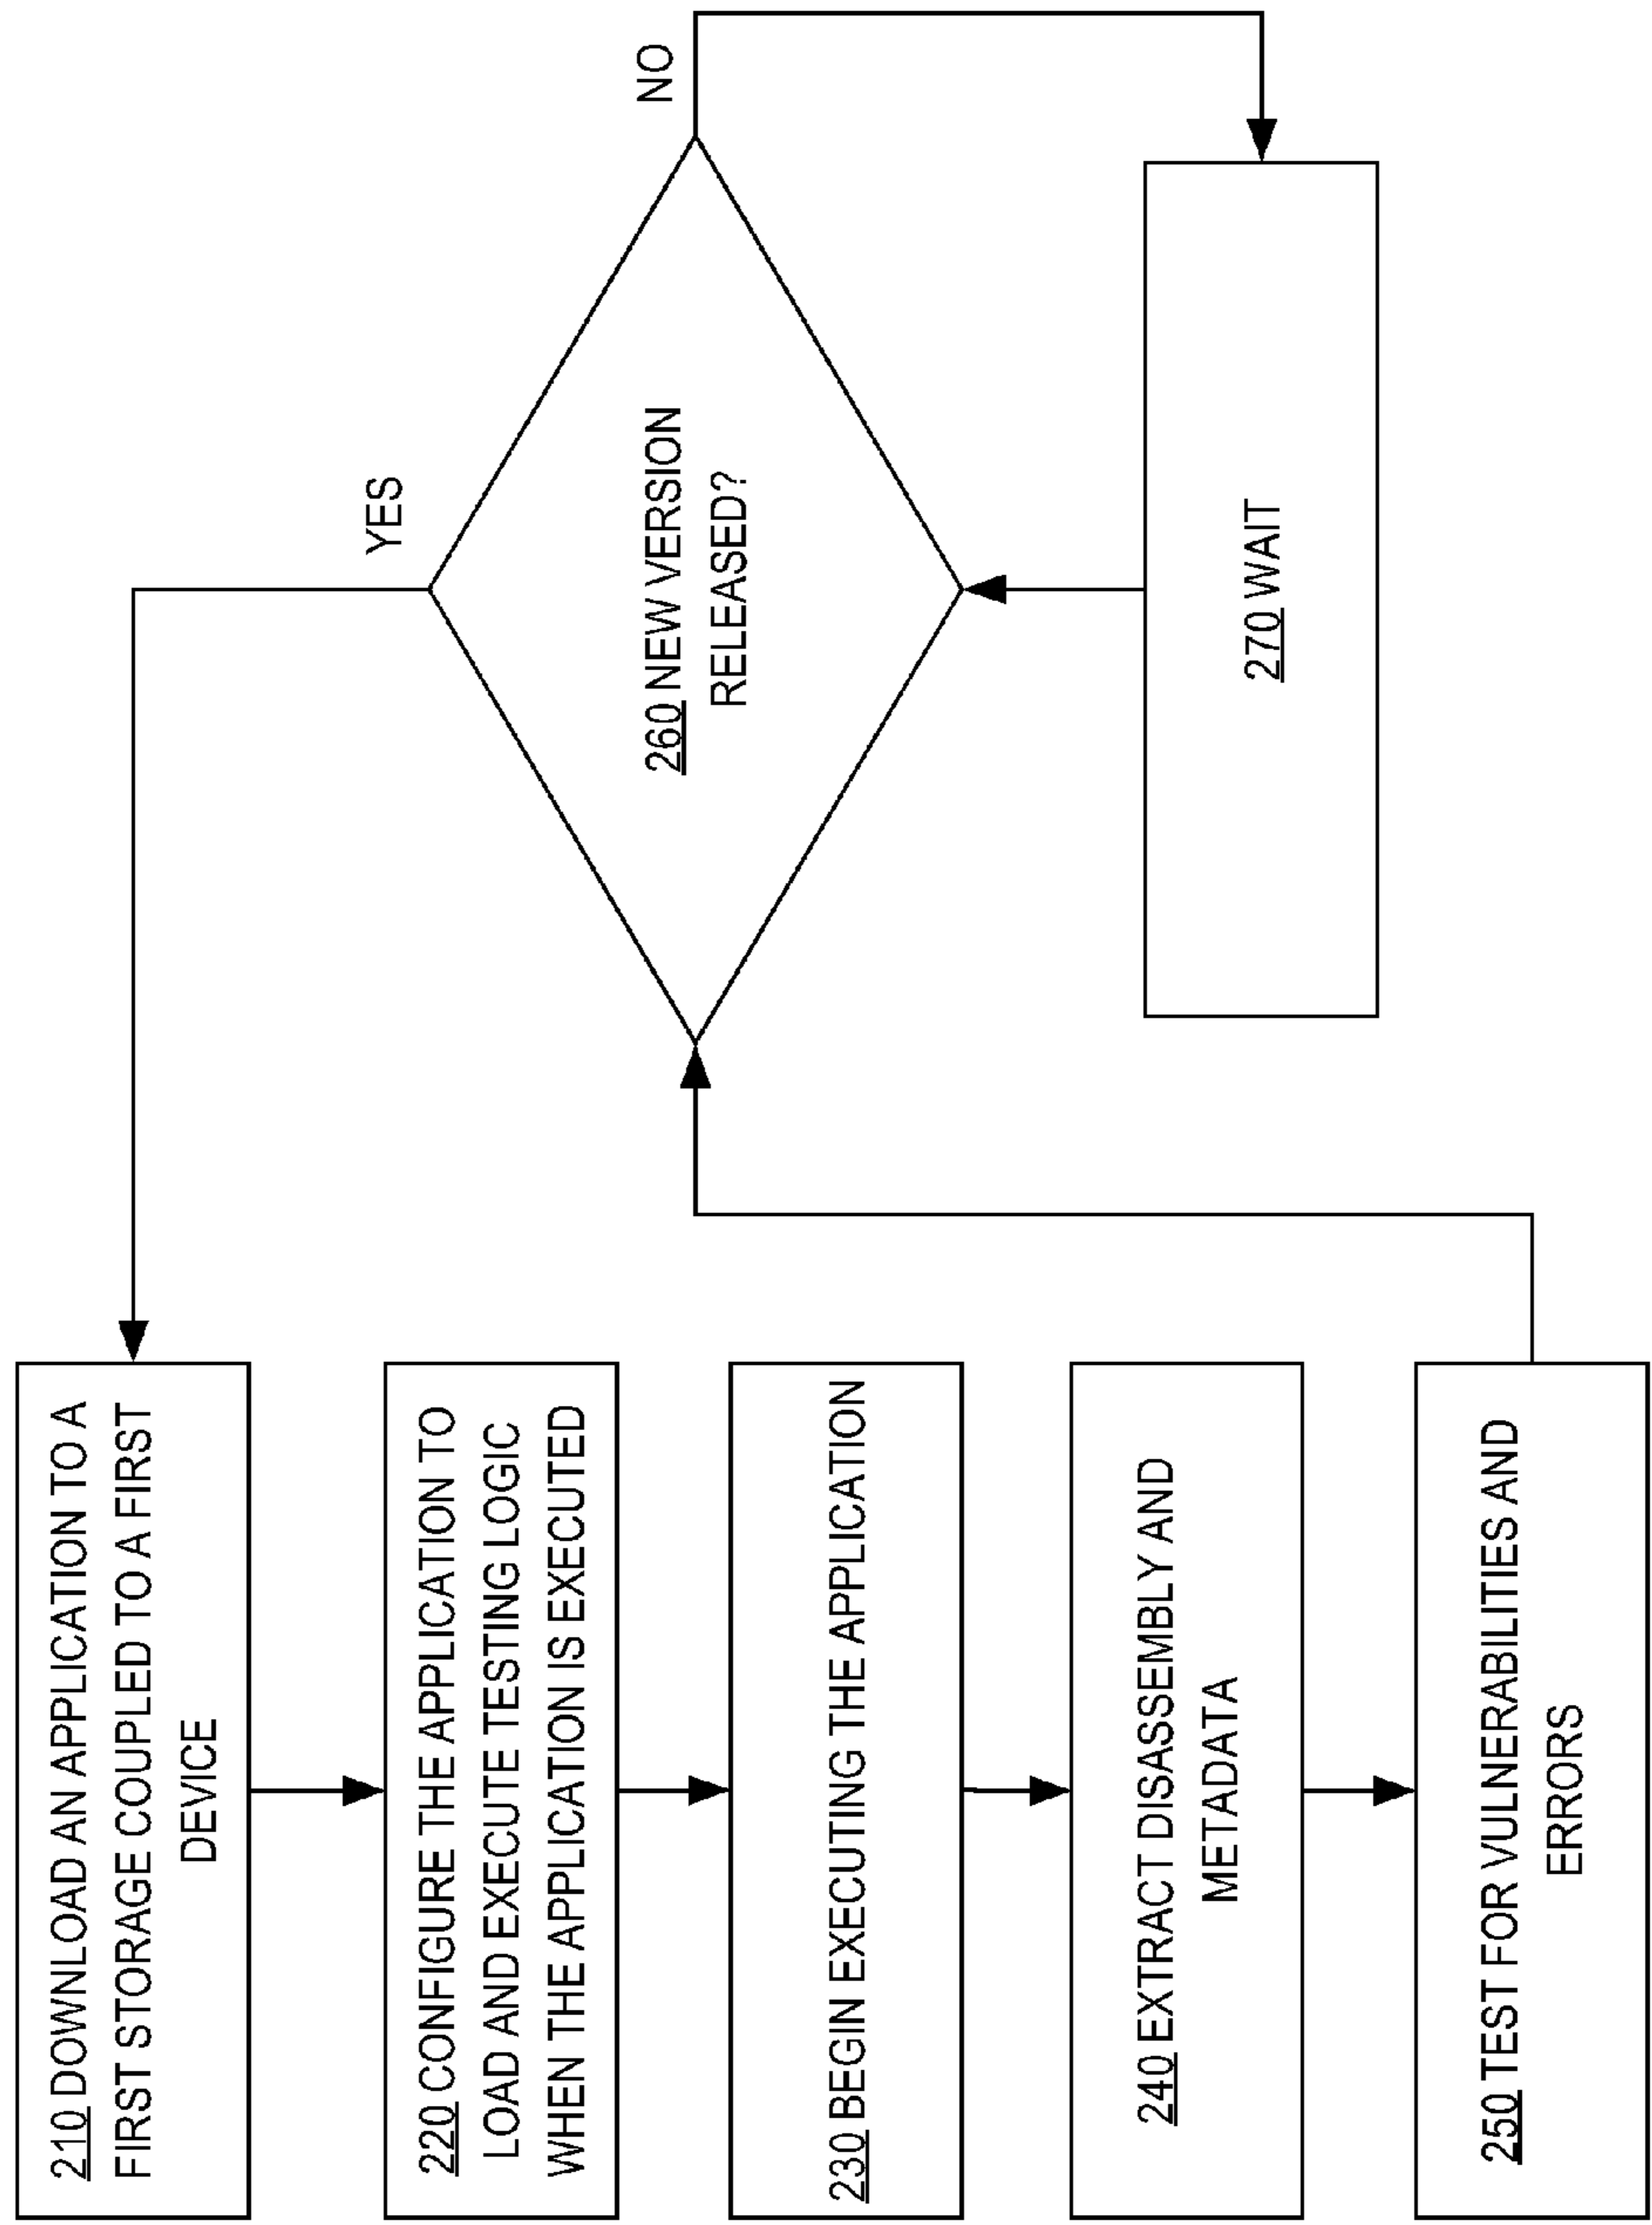 210 DOWNLOAD AN APPLICATION TO A
FIRST STORAGE COUPLED TO A FIRST
DEVICE
220 CONFIGURE THE APPLICATION TO
LOAD AND EXECUTE TESTING LOGIC
WHEN THE APPLICATION IS EXECUTED
230 BEGIN EXECUTING THE APPLICATION
240 EXTRACT DISASSEMBLY AND
METADATA
250 TEST FOR VULNERABILITIES AND
ERRORS
YES
260 NEW VERSION
RELEASED?
NO
270 WAIT